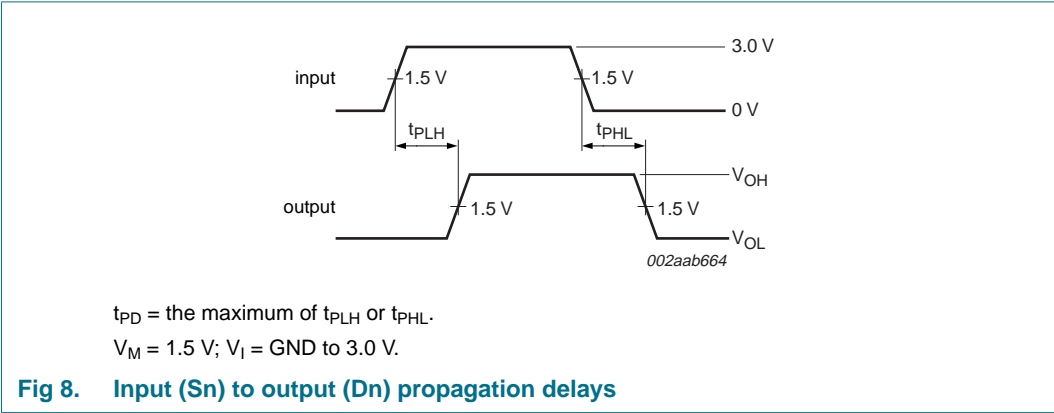 3.0 V
input
1.5 V
1.5 V
0 V
tPLH
tPHL
VOH
output
1.5 V
1.5 V
VOL
002aab664
tPD = the maximum of tPLH or tPHL.
VM = 1.5 V; VI = GND to 3.0 V.
Fig 8. Input (Sn) to output (Dn) propagation delays